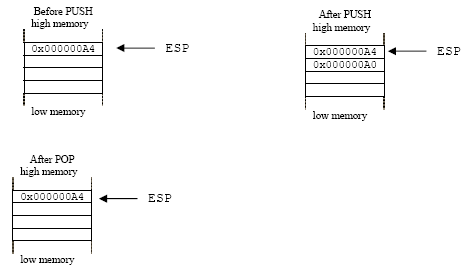 Before PUSH
high memory
0x000000A4
ESP
low memory
After PUSH
high memory
0x000000A4
ESP
0x000000A0
low memory
After POP
high memory
0x000000A4
ESP
low memory